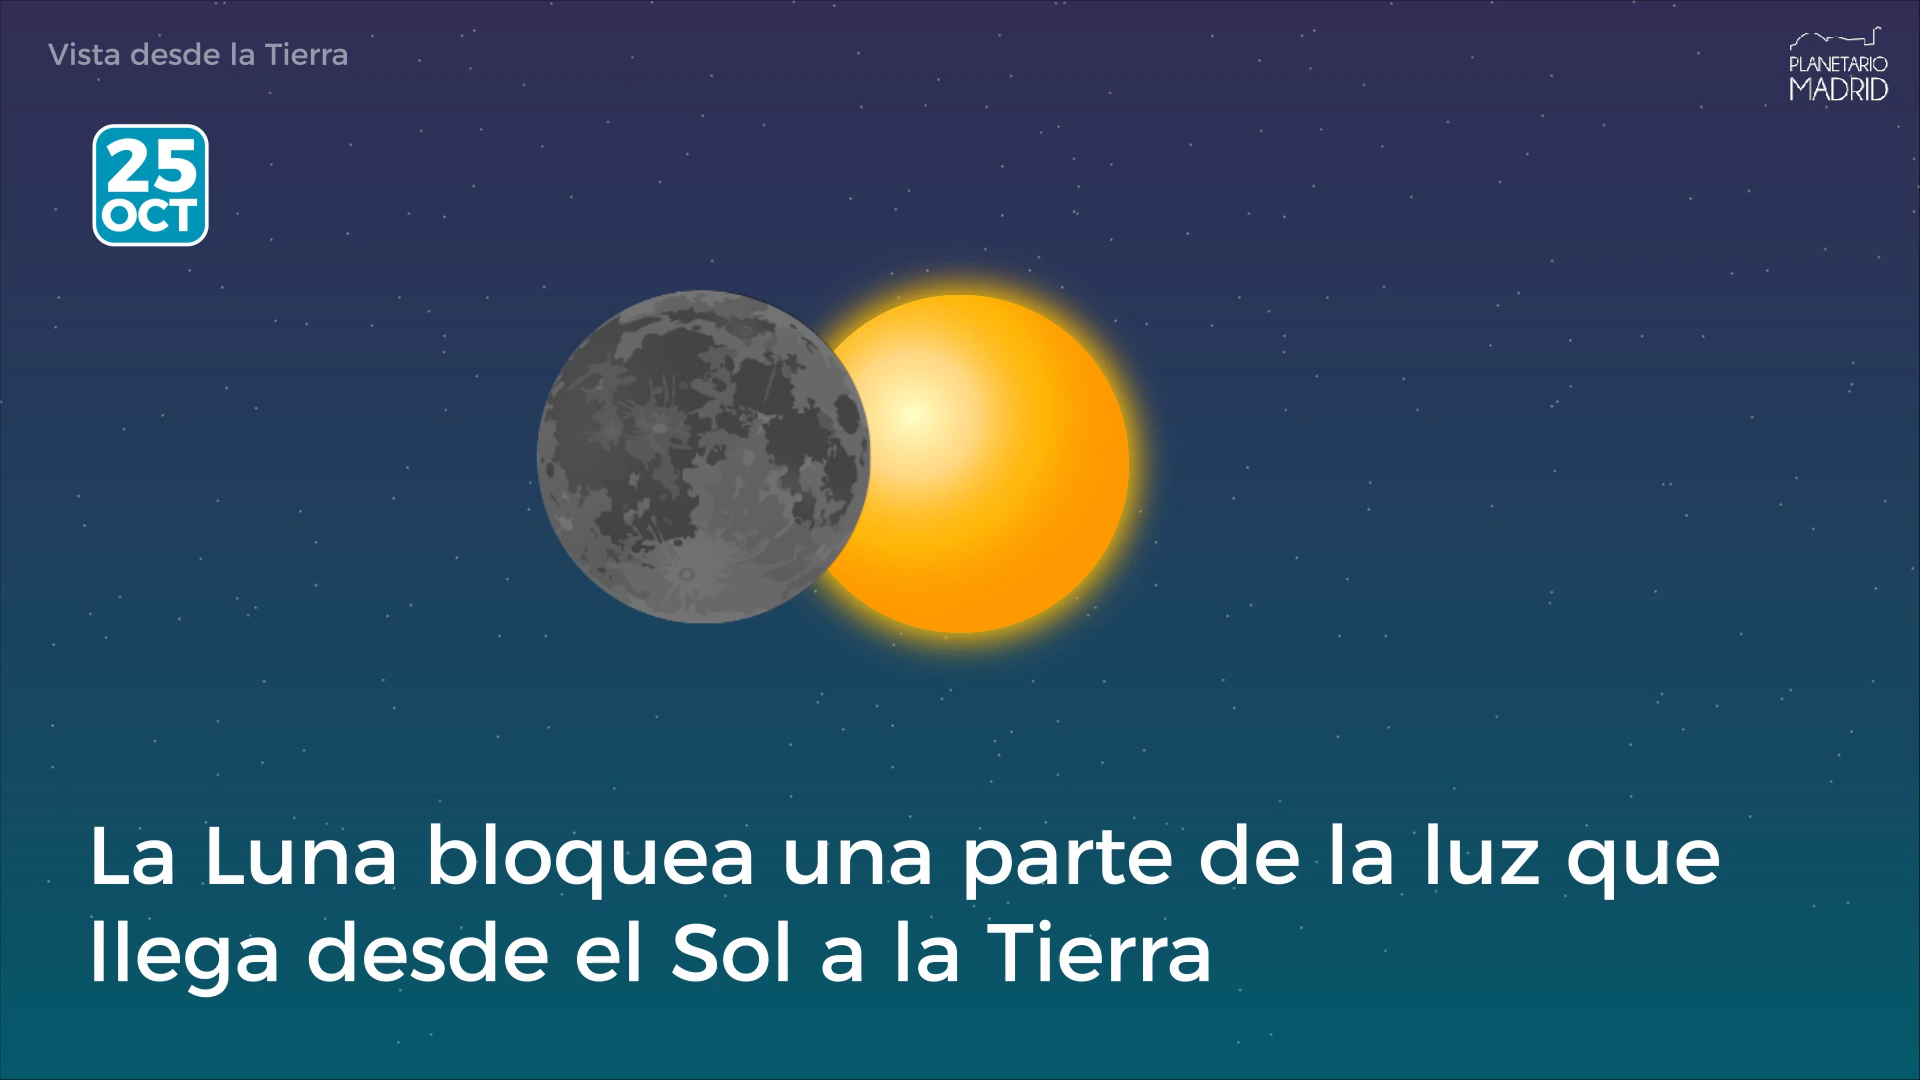 Vista desde la Tierra
PLANETARIO
MADRID
25
OCT
La Luna bloquea una parte de la luz que
llega desde el Sol a la Tierra